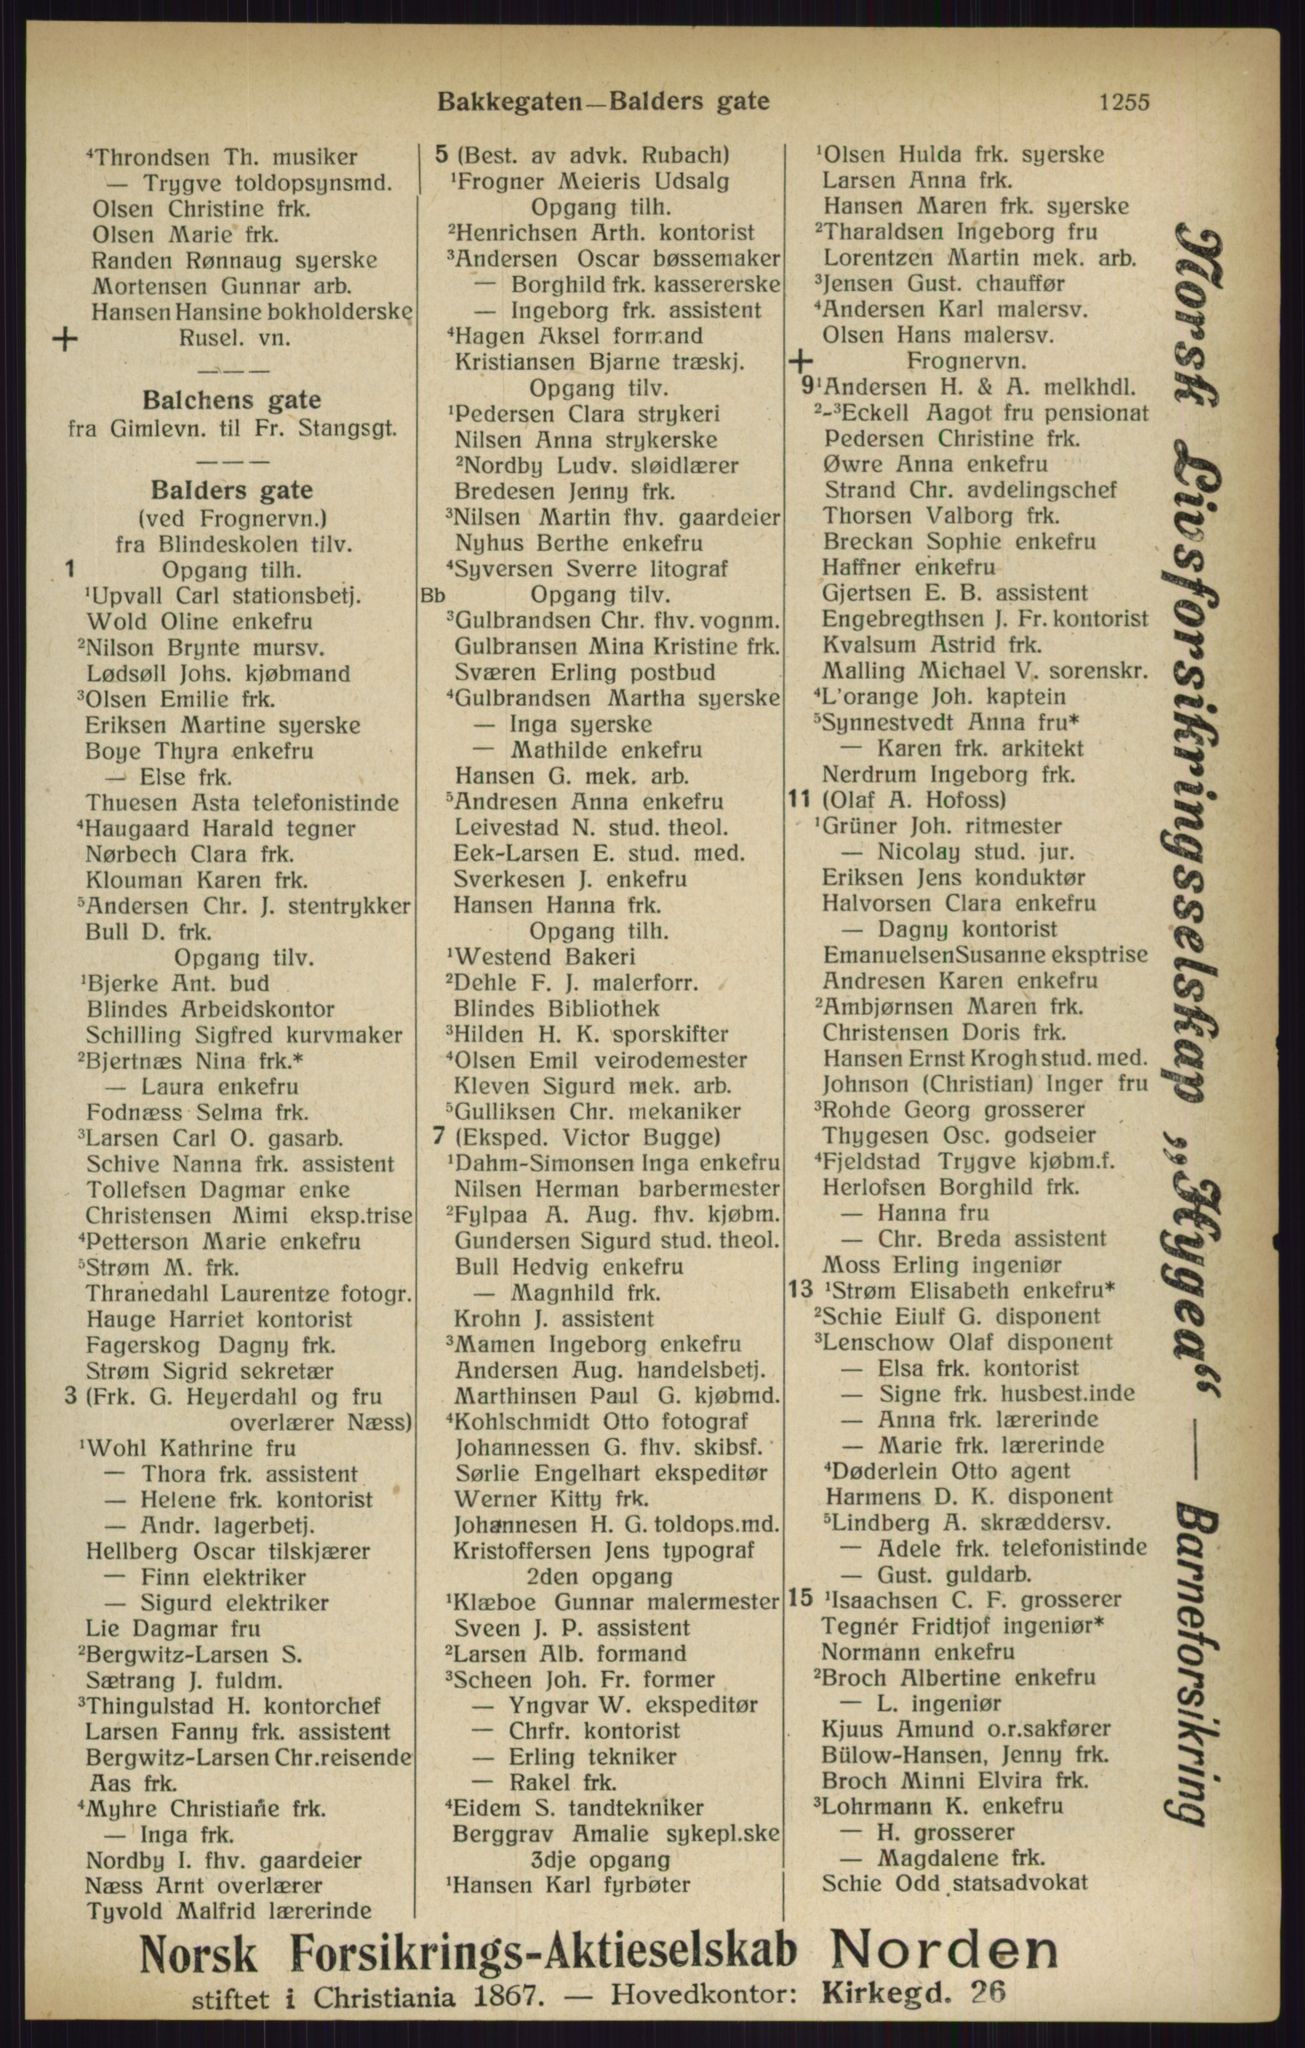 Bakkegaten—Balders gate 1255
⁴Throndsen Th. musiker
— Trygve toldopsynsmd.
Olsen Christine frk.
Olsen Marie frk.
Randen Rønnaug syerske
Mortensen Gunnar arb.
Hansen Hansine bokholderske
+ Rusel. vn.
———
Balchens gate
fra Gimlevn. til Fr. Stangsgt.
———
Balders gate
(ved Frognervn.)
fra Blindeskolen tilv.
1 Opgang tilh.
¹Upvall Carl stationsbetj.
Wold Oline enkefru
²Nilson Brynte mursv.
Lødsøll Johs. kjøbmand
³Olsen Emilie frk.
Eriksen Martine syerske
Boye Thyra enkefru
— Else frk.
Thuesen Asta telefonistinde
⁴Haugaard Harald tegner
Nørbech Clara frk.
Klouman Karen frk.
⁵Andersen Chr. J. stentrykker
Bull D. frk.
Opgang tilv.
¹Bjerke Ant. bud
Blindes Arbeidskontor
Schilling Sigfred kurvmaker
²Bjertnæs Nina frk.*
— Laura enkefru
Fodnæss Selma frk.
³Larsen Carl O. gasarb.
Schive Nanna frk. assistent
Tollefsen Dagmar enke
Christensen Mimi eksp.trise
⁴Petterson Marie enkefru
⁵Strøm M. frk.
Thranedahl Laurentze fotogr.
Hauge Harriet kontorist
Fagerskog Dagny frk.
Strøm Sigrid sekretær
3 (Frk. G. Heyerdahl og fru
overlærer Næss)
¹Wohl Kathrine fru
— Thora frk. assistent
— Helene frk. kontorist
— Andr. lagerbetj.
Hellberg Oscar tilskjærer
— Finn elektriker
— Sigurd elektriker
Lie Dagmar fru
²Bergwitz-Larsen S.
Sætrang J. fuldm.
³Thingulstad H. kontorchef
Larsen Fanny frk. assistent
Bergwitz-Larsen Chr. reisende
Aas frk.
⁴Myhre Christiane frk.
— Inga frk.
Nordby I. fhv. gaardeier
Næss Arnt overlærer
Tyvold Malfrid lærerinde
5 (Best. av advk. Rubach)
¹Frogner Meieris Udsalg
Opgang tilh.
²Henrichsen Arth. kontorist
³Andersen Oscar bøssemaker
— Borghild frk. kassererske
— Ingeborg frk. assistent
⁴Hagen Aksel formand
Kristiansen Bjarne træskj.
Opgang tilv.
¹Pedersen Clara strykeri
Nilsen Anna strykerske
²Nordby Ludv. sløidlærer
Bredesen Jenny frk.
³Nilsen Martin fhv. gaardeier
Nyhus Berthe enkefru
⁴Syversen Sverre litograf
Bb Opgang tilv.
³Gulbrandsen Chr. fhv. vognm.
Gulbransen Mina Kristine frk.
Sværen Erling postbud
⁴Gulbrandsen Martha syerske
— Inga syerske
— Mathilde enkefru
Hansen G. mek. arb.
⁵Andresen Anna enkefru
Leivestad N. stud. theol.
Eek-Larsen E. stud. med.
Sverkesen J. enkefru
Hansen Hanna frk.
Opgang tilh.
¹Westend Bakeri
²Dehle F. J. malerforr.
Blindes Bibliothek
³Hilden H. K. sporskifter
⁴Olsen Emil veirodemester
Kleven Sigurd mek. arb.
⁵Gulliksen Chr. mekaniker
7 (Eksped. Victor Bugge)
¹Dahm-Simonsen Inga enkefru
Nilsen Herman barbermester
²Fylpaa A. Aug. fhv. kjøbm.
Gundersen Sigurd stud. theol.
Bull Hedvig enkefru
— Magnhild frk.
Krohn J. assistent
³Mamen Ingeborg enkefru
Andersen Aug. handelsbetj.
Marthinsen Paul G. kjøbmd.
⁴Kohlschmidt Otto fotograf
Johannessen G. fhv. skibsf.
Sørlie Engelhart ekspeditør
Werner Kitty frk.
Johannesen H. G. toldops.md.
Kristoffersen Jens typograf
2den opgang
¹Klæboe Gunnar malermester
Sveen J. P. assistent
²Larsen Alb. formand
³Scheen Joh. Fr. former
— Yngvar W. ekspeditør
— Chrfr. kontorist
— Erling tekniker
— Rakel frk.
⁴Eidem S. tandtekniker
Berggrav Amalie sykepl.ske
3dje opgang
¹Hansen Karl fyrbøter
¹Olsen Hulda frk. syerske
Larsen Anna frk.
Hansen Maren frk. syerske
²Tharaldsen Ingeborg fru
Lorentzen Martin mek. arb.
³Jensen Gust. chauffør
⁴Andersen Karl malersv.
Olsen Hans malersv.
+ Frognervn.
9 ¹Andersen H. & A. melkhdl.
²-³Eckell Aagot fru pensionat
Pedersen Christine frk.
Øwre Anna enkefru
Strand Chr. avdelingschef
Thorsen Valborg frk.
Breckan Sophie enkefru
Haffner enkefru
Gjertsen E. B. assistent
Engebregthsen J. Fr. kontorist
Kvalsum Astrid frk.
Malling Michael V. sorenskr.
⁴L'orange Joh. kaptein
⁵Synnestvedt Anna fru*
— Karen frk. arkitekt
Nerdrum Ingeborg frk.
11 (Olaf A. Hofoss)
¹Grüner Joh. ritmester
— Nicolay stud. jur.
Eriksen Jens konduktør
Halvorsen Clara enkefru
— Dagny kontorist
Emanuelsen Susanne eksptrise
Andresen Karen enkefru
²Ambjørnsen Maren frk.
Christensen Doris frk.
Hansen Ernst Krogh stud. med.
Johnson (Christian) Inger fru
³Rohde Georg grosserer
Thygesen Osc. godseier
⁴Fjeldstad Trygve kjøbm.f.
Herlofsen Borghild frk.
— Hanna fru
— Chr. Breda assistent
Moss Erling ingeniør
13 ¹Strøm Elisabeth enkefru*
²Schie Eiulf G. disponent
³Lenschow Olaf disponent
— Elsa frk. kontorist
— Signe frk. husbest.inde
— Anna frk. lærerinde
— Marie frk. lærerinde
⁴Døderlein Otto agent
Harmens D. K. disponent
⁵Lindberg A. skræddersv.
— Adele frk. telefonistinde
— Gust. guldarb.
15 ¹Isaachsen C. F. grosserer
Tegnér Fridtjof ingeniør*
Normann enkefru
²Broch Albertine enkefru
— L. ingeniør
Kjuus Amund o.r.sakfører
Bülow-Hansen, Jenny frk.
Broch Minni Elvira frk.
³Lohrmann K. enkefru
— H. grosserer
— Magdalene frk.
Schie Odd statsadvokat
Norsk Livsforsikringsselskap „Hygea“ — Barneforsikring
Norsk Forsikrings-Aktieselskab Norden
stiftet i Christiania 1867. — Hovedkontor: Kirkegd. 26